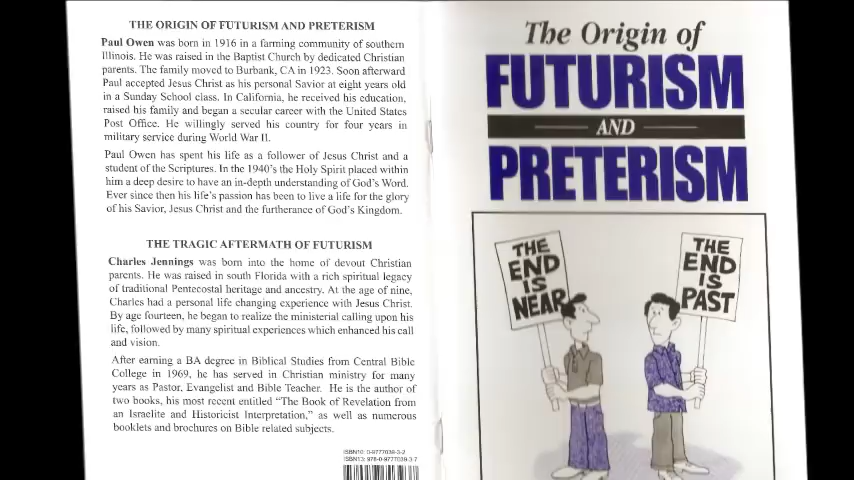 THE ORIGIN OF FUTURISM AND PRETERISM
Paul Owen was born in 1916 in a farming community of southern
Illinois. He was raised in the Baptist Church by dedicated Christian
parents. The family moved to Burbank, CA in 1923. Soon afterward
Paul accepted Jesus Christ as his personal Savior at eight years old
in a Sunday School class. In California, he received his education,
raised his family and began a secular career with the United States
Post Office. He willingly served his country for four years in
military service during World War II.
Paul Owen has spent his life as a follower of Jesus Christ and a
student of the Scriptures. In the 1940's the Holy Spirit placed within
him a deep desire to have an in-depth understanding of God's Word.
Ever since then his life's passion has been to live a life for the glory
of his Savior, Jesus Christ and the furtherance of God's Kingdom.
THE TRAGIC AFTERMATH OF FUTURISM
Charles Jennings was born into the home of devout Christian
parents. He was raised in south Florida with a rich spiritual legacy
of traditional Pentecostal heritage and ancestry. At the age of nine,
Charles had a personal life changing experience with Jesus Christ.
By age fourteen, he began to realize the ministerial calling upon his
life, followed by many spiritual experiences which enhanced his call
and vision.
After earning a BA degree in Biblical Studies from Central Bible
College in 1969, he has served in Christian ministry for many
years as Pastor, Evangelist and Bible Teacher. He is the author of
two books, his most recent entitled “The Book of Revelation from
an Israelite and Historicist Interpretation,” as well as numerous
booklets and brochures on Bible related subjects.
ISBN10: 0-9777039-3-2
ISBN13: 978-0-9777039-3-7
The Origin of
FUTURISM
AND
PRETERISM
THE
END
IS
NEAR
THE
END
IS
PAST